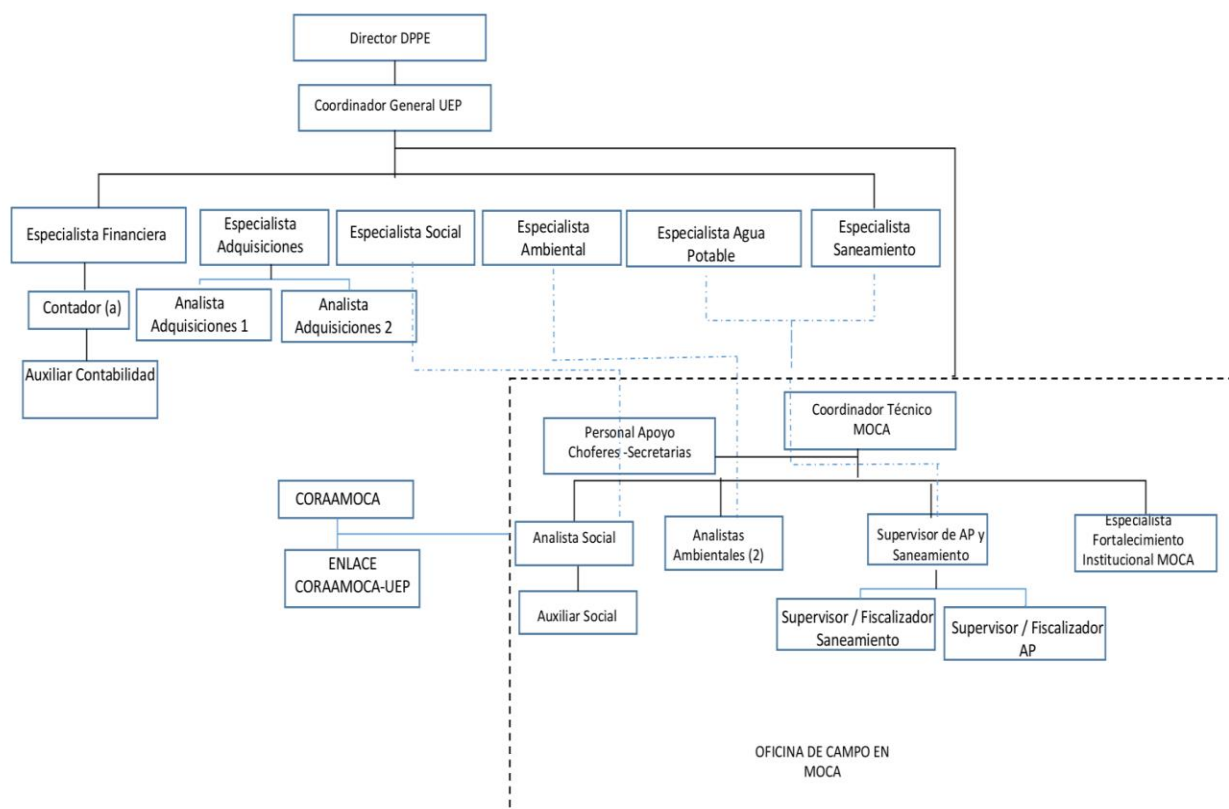 Director DPPE
Coordinador General UEP
Especialista Financiera
Especialista
Adquisiciones
Especialista Social
Especialista
Ambiental
Especialista Agua
Potable
Especialista
Saneamiento
Contador (a)
Analista
Adquisiciones 1
Analista
Adquisiciones 2
Auxiliar Contabilidad
Coordinador Técnico
MOCA
Personal Apoyo
Choferes -Secretarias
CORAAMOCA
ENLACE
CORAAMOCA-UEP
Analista Social
Analistas
Ambientales (2)
Supervisor de AP y
Saneamiento
Especialista
Fortalecimiento
Institucional MOCA
Auxiliar Social
Supervisor / Fiscalizador
Saneamiento
Supervisor / Fiscalizador
AP
OFICINA DE CAMPO EN
MOCA